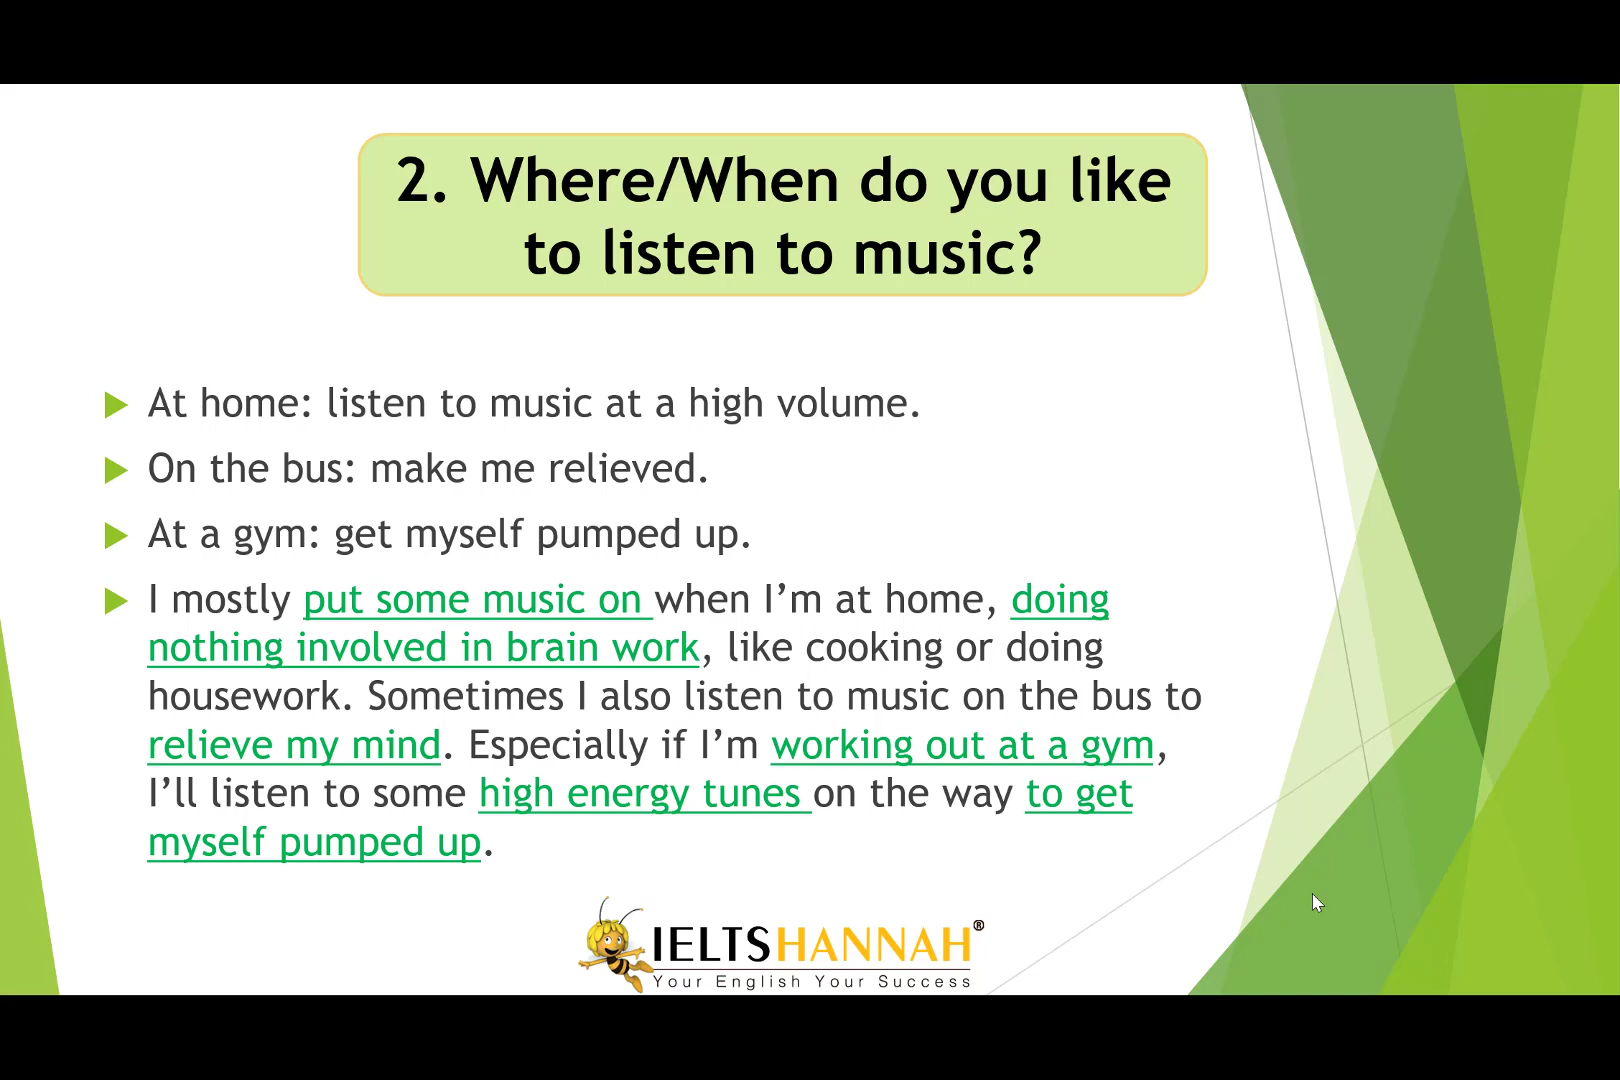 2. Where/When do you like
to listen to music?
At home: listen to music at a high volume.
On the bus: make me relieved.
At a gym: get myself pumped up.
I mostly put some music on when I’m at home, doing
nothing involved in brain work, like cooking or doing
housework. Sometimes I also listen to music on the bus to
relieve my mind. Especially if I’m working out at a gym,
I’ll listen to some high energy tunes on the way to get
myself pumped up.
IELTSHANNAH®
Your English Your Success